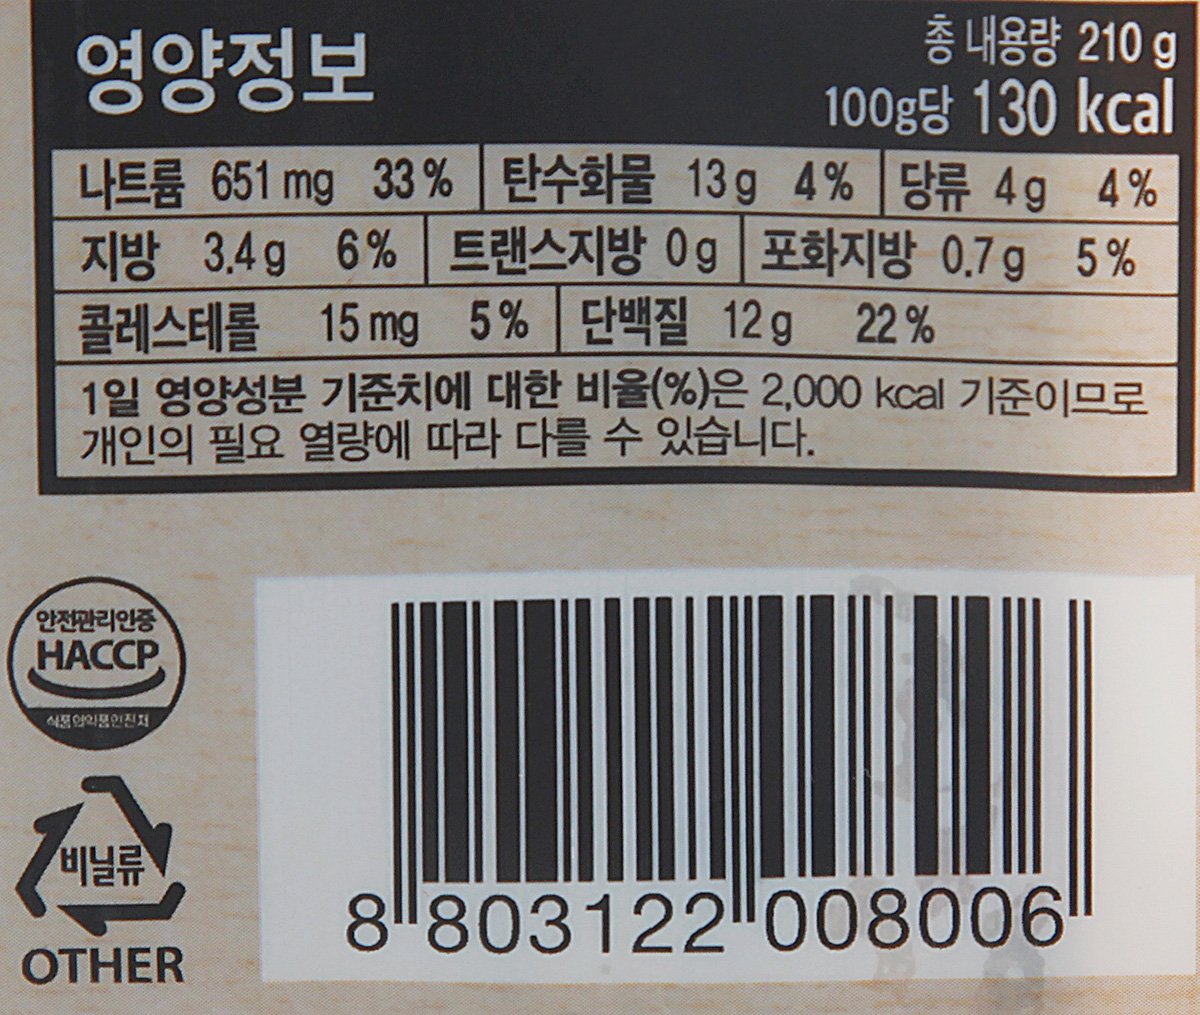 영양정보
총 내용량 210 g
100g당 130 kcal
나트륨 651 mg 33 % 탄수화물 13 g 4 % 당류 4 g 4 %
지방 3.4 g 6 % 트랜스지방 0 g 포화지방 0.7 g 5 %
콜레스테롤 15 mg 5 % 단백질 12 g 22 %
1일 영양성분 기준치에 대한 비율(%)은 2,000 kcal 기준이므로
개인의 필요 열량에 따라 다를 수 있습니다.
안전관리인증
HACCP
비닐류
OTHER
8 803122 008006